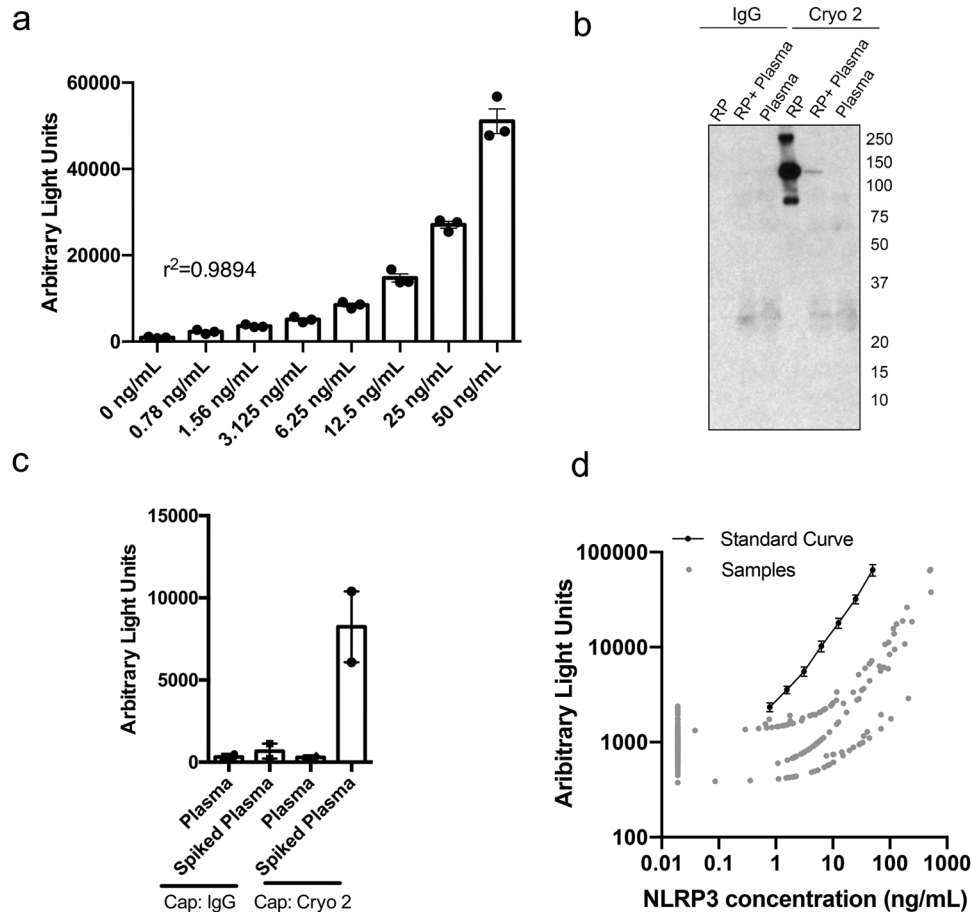 a
60000
40000
20000
0
Arbitrary Light Units
r2=0.9894
0 ng/mL
0.78 ng/mL
1.56 ng/mL
3.125 ng/mL
6.25 ng/mL
12.5 ng/mL
25 ng/mL
50 ng/mL
b
IgG
Cryo 2
RP
RP+ Plasma
Plasma
RP
RP+ Plasma
Plasma
250
150
100
75
50
37
20
15
10
c
15000
10000
5000
0
Arbitrary Light Units
Plasma
Spiked Plasma
Plasma
Spiked Plasma
Cap: IgG
Cap: Cryo 2
d
Standard Curve
Samples
100000
10000
1000
100
Aribitrary Light Units
0.01
0.1
1
10
100
1000
NLRP3 concentration (ng/mL)